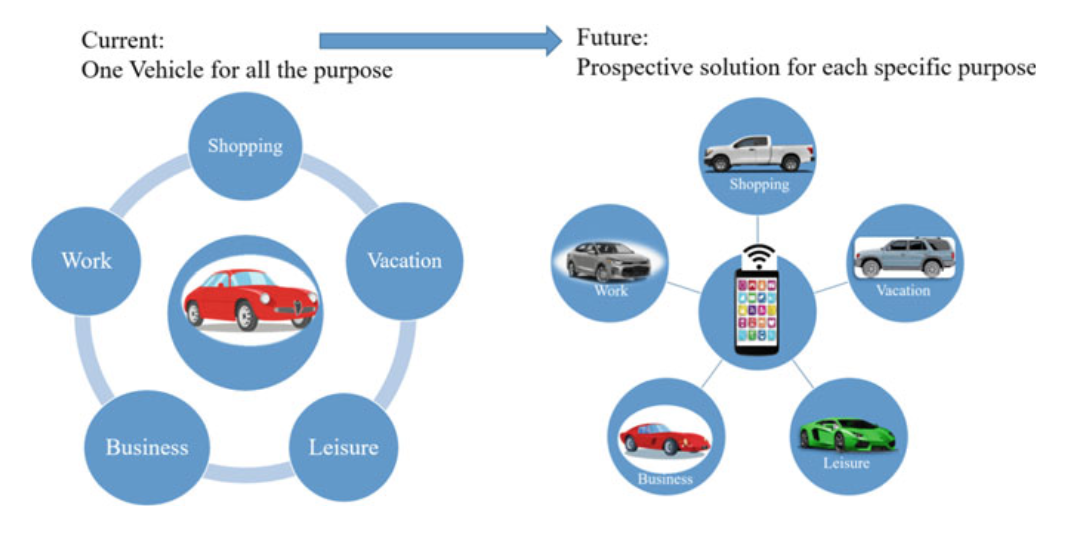 Current:
One Vehicle for all the purpose
Shopping
Work
Vacation
Business
Leisure
Future:
Prospective solution for each specific purpose
Shopping
Work
Vacation
Business
Leisure